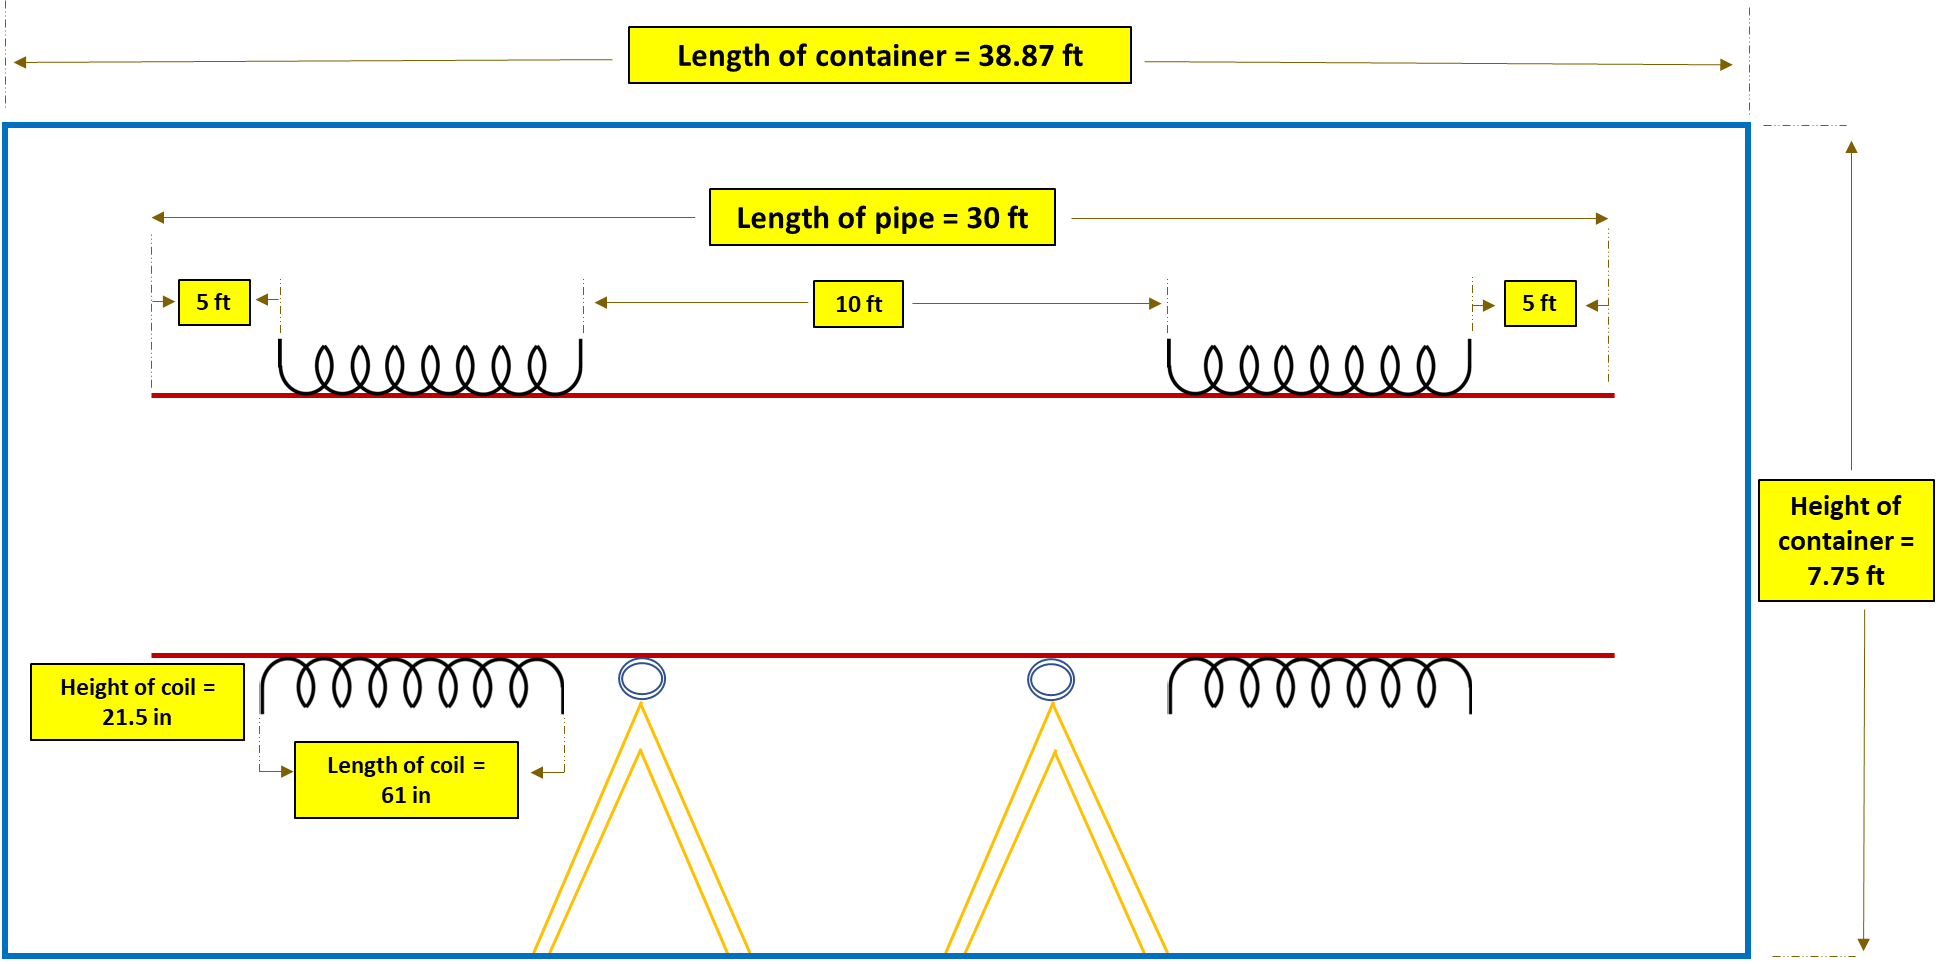 Length of container = 38.87 ft
Length of pipe = 30 ft
5 ft
10 ft
5 ft
Height of
container =
7.75 ft
Height of coil =
21.5 in
Length of coil =
61 in